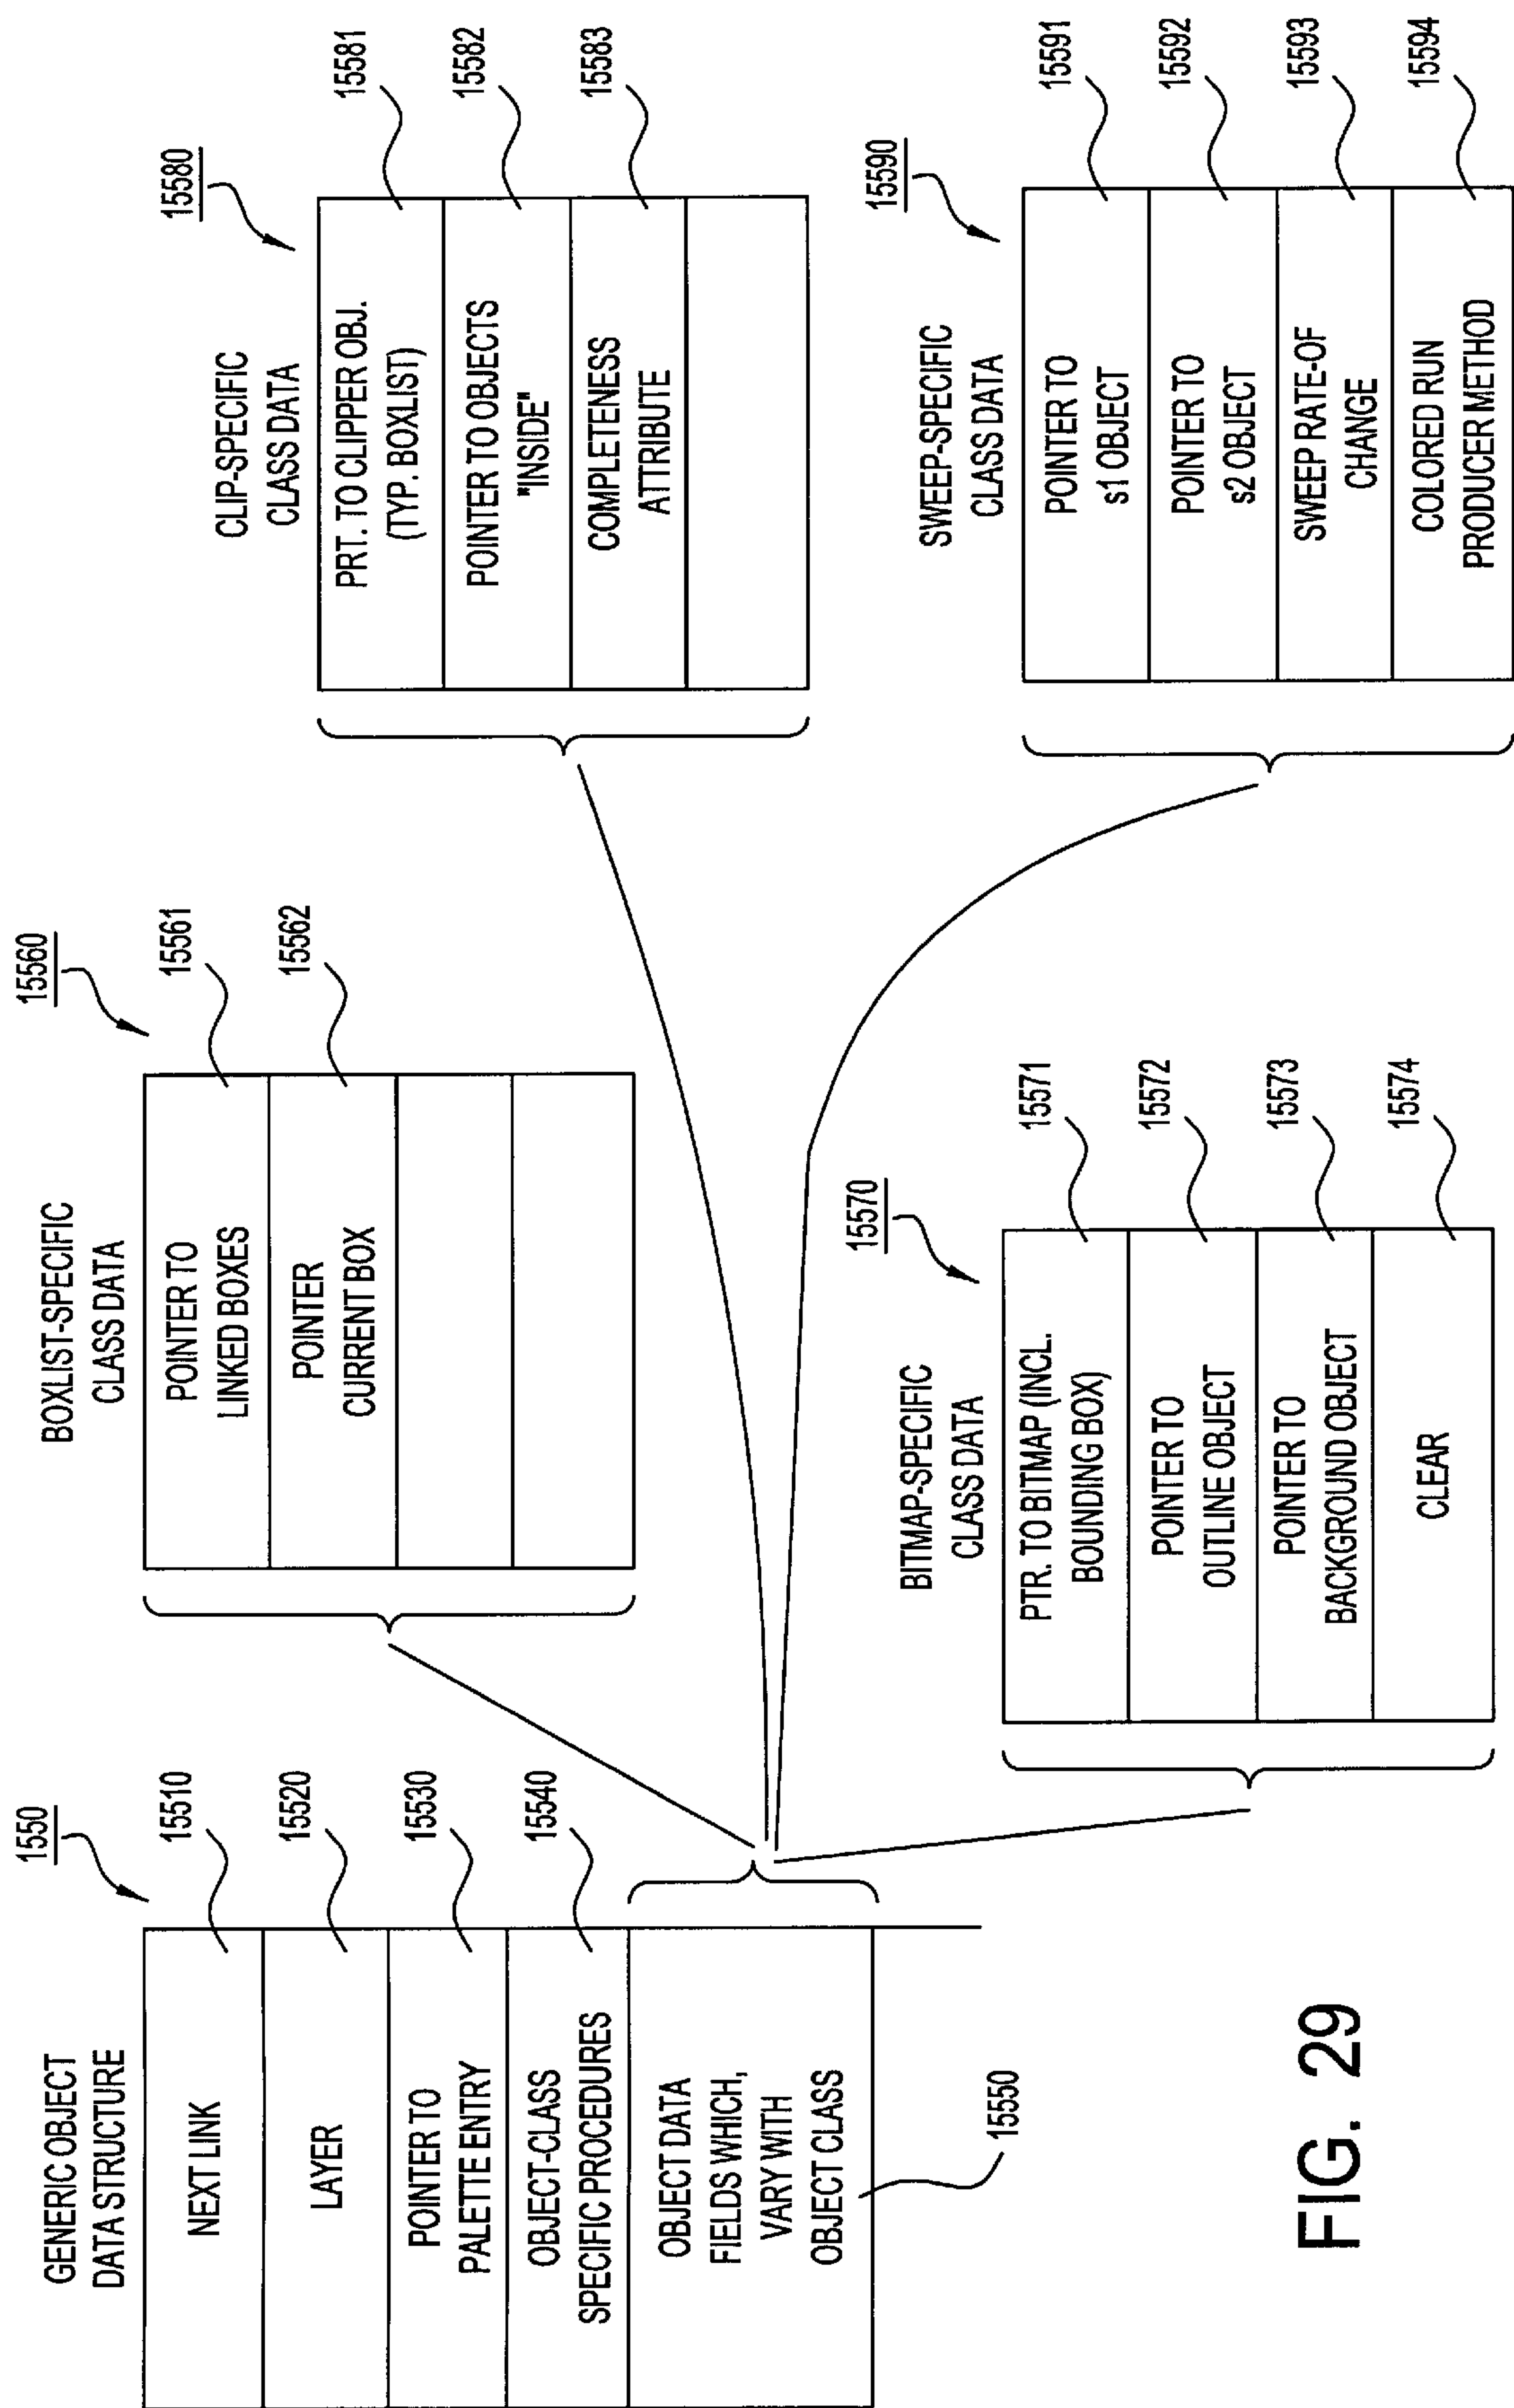 GENERIC OBJECT
DATA STRUCTURE
1550
NEXT LINK
15510
LAYER
15520
POINTER TO
PALETTE ENTRY
15530
OBJECT-CLASS
SPECIFIC PROCEDURES
15540
OBJECT DATA
FIELDS WHICH,
VARY WITH
OBJECT CLASS
15550
BOXLIST-SPECIFIC
CLASS DATA
15560
POINTER TO
LINKED BOXES
15561
POINTER
CURRENT BOX
15562
CLIP-SPECIFIC
CLASS DATA
15580
PRT. TO CLIPPER OBJ.
(TYP. BOXLIST)
15581
POINTER TO OBJECTS
"INSIDE"
15582
COMPLETENESS
ATTRIBUTE
15583
BITMAP-SPECIFIC
CLASS DATA
15570
PTR. TO BITMAP (INCL.
BOUNDING BOX)
15571
POINTER TO
OUTLINE OBJECT
15572
POINTER TO
BACKGROUND OBJECT
15573
CLEAR
15574
SWEEP-SPECIFIC
CLASS DATA
15590
POINTER TO
s1 OBJECT
15591
POINTER TO
s2 OBJECT
15592
SWEEP RATE-OF
CHANGE
15593
COLORED RUN
PRODUCER METHOD
15594
FIG. 29